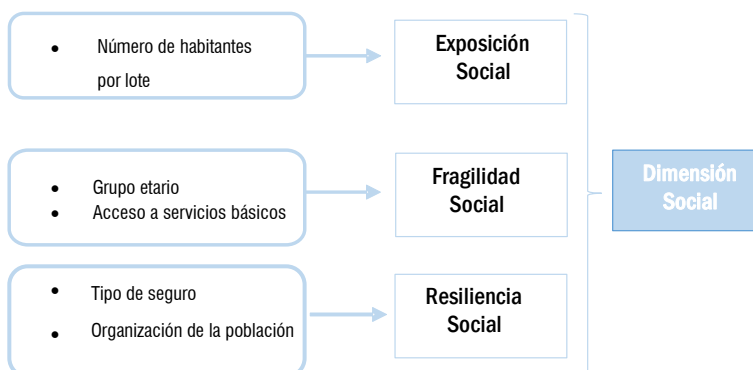 • Número de habitantes
por lote
Exposición
Social
• Grupo etario
• Acceso a servicios básicos
Fragilidad
Social
• Tipo de seguro
• Organización de la población
Resiliencia
Social
Dimensión
Social